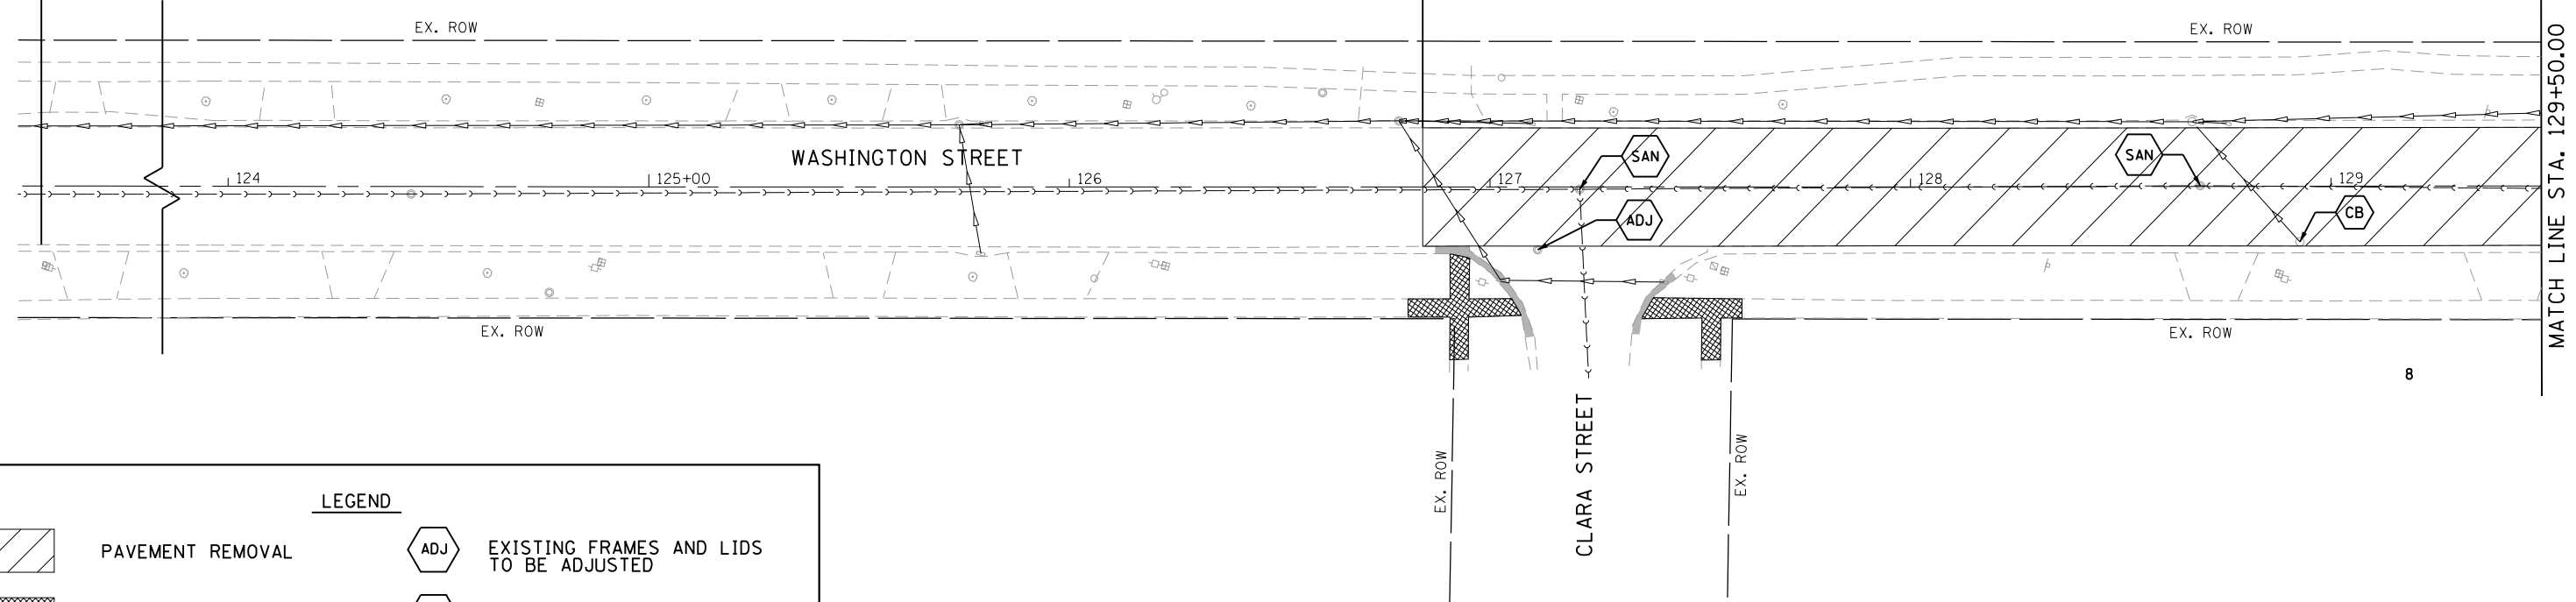 EX. ROW
EX. ROW
MATCH LINE STA. 129+50.00
WASHINGTON STREET
SAN
SAN
124
125+00
126
127
128
129
ADJ
CB
EX. ROW
EX. ROW
8
CLARA STREET
EX. ROW
EX. ROW
LEGEND
PAVEMENT REMOVAL
ADJ
EXISTING FRAMES AND LIDS
TO BE ADJUSTED